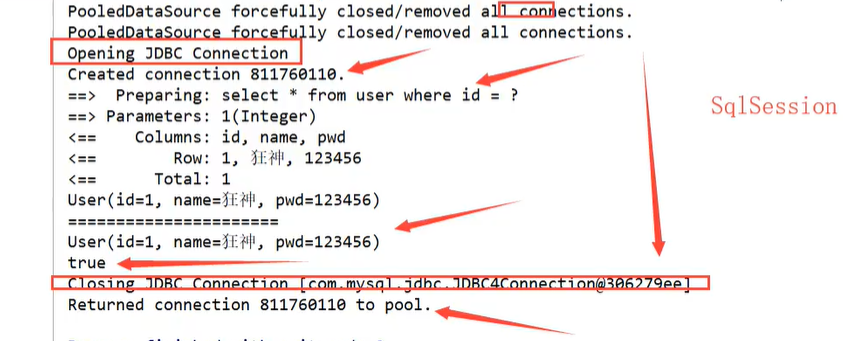 PooledDataSource forcefully closed/removed all connections.
PooledDataSource forcefully closed/removed all connections.
Opening JDBC Connection
Created connection 811760110.
==>  Preparing: select * from user where id = ?
==> Parameters: 1(Integer)
<==    Columns: id, name, pwd
<==        Row: 1, 狂神, 123456
<==      Total: 1
User(id=1, name=狂神, pwd=123456)
=======================
User(id=1, name=狂神, pwd=123456)
true
Closing JDBC Connection [com.mysql.jdbc.JDBC4Connection@306279ee]
Returned connection 811760110 to pool.
SqlSession